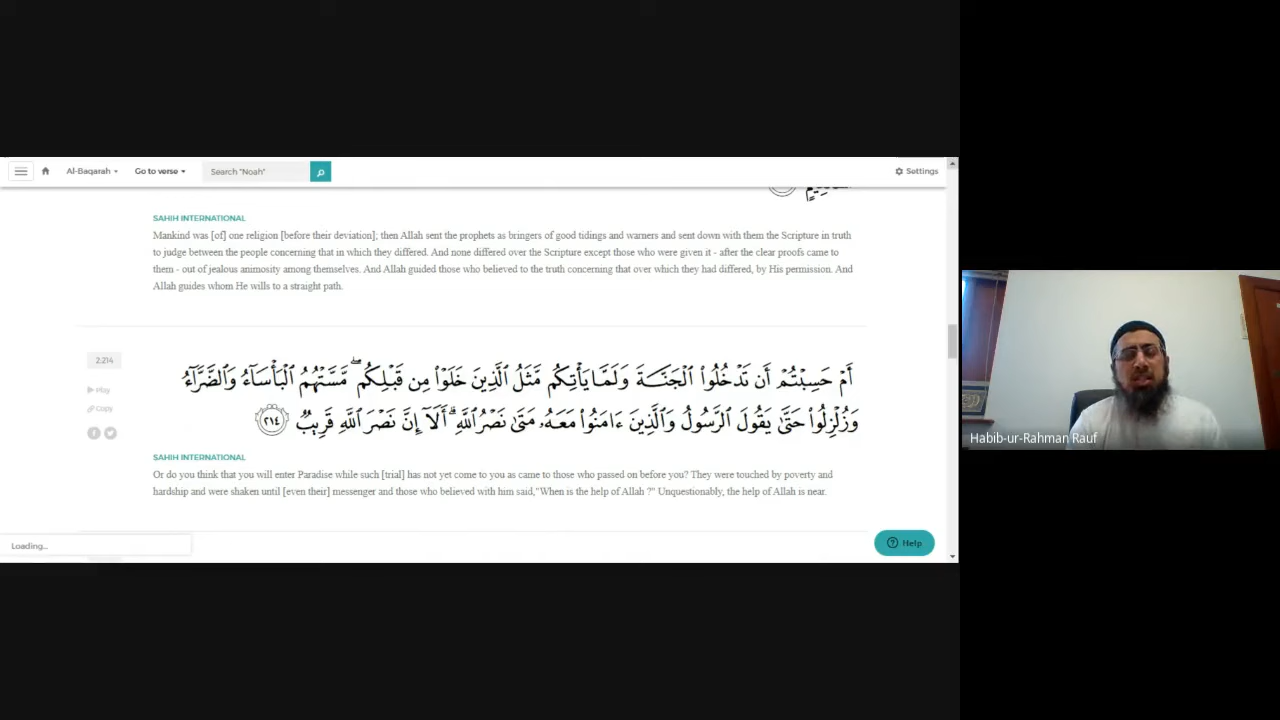 Al-Baqarah
Go to verse
Search "Noah"
Settings
SAHIH INTERNATIONAL
Mankind was [of] one religion [before their deviation]; then Allah sent the prophets as bringers of good tidings and warners and sent down with them the Scripture in truth
to judge between the people concerning that in which they differed. And none differed over the Scripture except those who were given it - after the clear proofs came to
them - out of jealous animosity among themselves. And Allah guided those who believed to the truth concerning that over which they had differed, by His permission. And
Allah guides whom He wills to a straight path.
2:214
Play
Copy
أَمْ حَسِبْتُمْ أَن تَدْخُلُوا۟ ٱلْجَنَّةَ وَلَمَّا يَأْتِكُم مَّثَلُ ٱلَّذِينَ خَلَوْا۟ مِن قَبْلِكُم ۖ مَّسَّتْهُمُ ٱلْبَأْسَآءُ وَٱلضَّرَّآءُ
وَزُلْزِلُوا۟ حَتَّىٰ يَقُولَ ٱلرَّسُولُ وَٱلَّذِينَ ءَامَنُوا۟ مَعَهُۥ مَتَىٰ نَصْرُ ٱللَّهِ ۗ أَلَآ إِنَّ نَصْرَ ٱللَّهِ قَرِيبٌ ٢١٤
SAHIH INTERNATIONAL
Or do you think that you will enter Paradise while such [trial] has not yet come to you as came to those who passed on before you? They were touched by poverty and
hardship and were shaken until [even their] messenger and those who believed with him said,"When is the help of Allah ?" Unquestionably, the help of Allah is near.
Loading...
Help
Habib-ur-Rahman Rauf